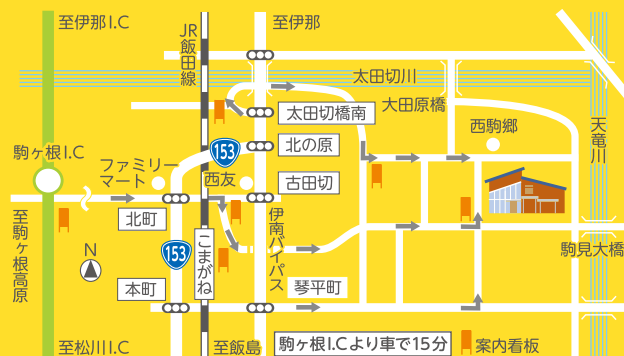 至伊那I.C
JR飯田線
至伊那
太田切川
大田原橋
太田切橋南
天竜川
西駒郷
153
北の原
駒ヶ根I.C
ファミリー
マート
西友
古田切
至駒ヶ根高原
北町
伊南バイパス
N
153
こまがね
駒見大橋
本町
琴平町
至松川I.C
至飯島
駒ヶ根I.Cより車で15分
案内看板